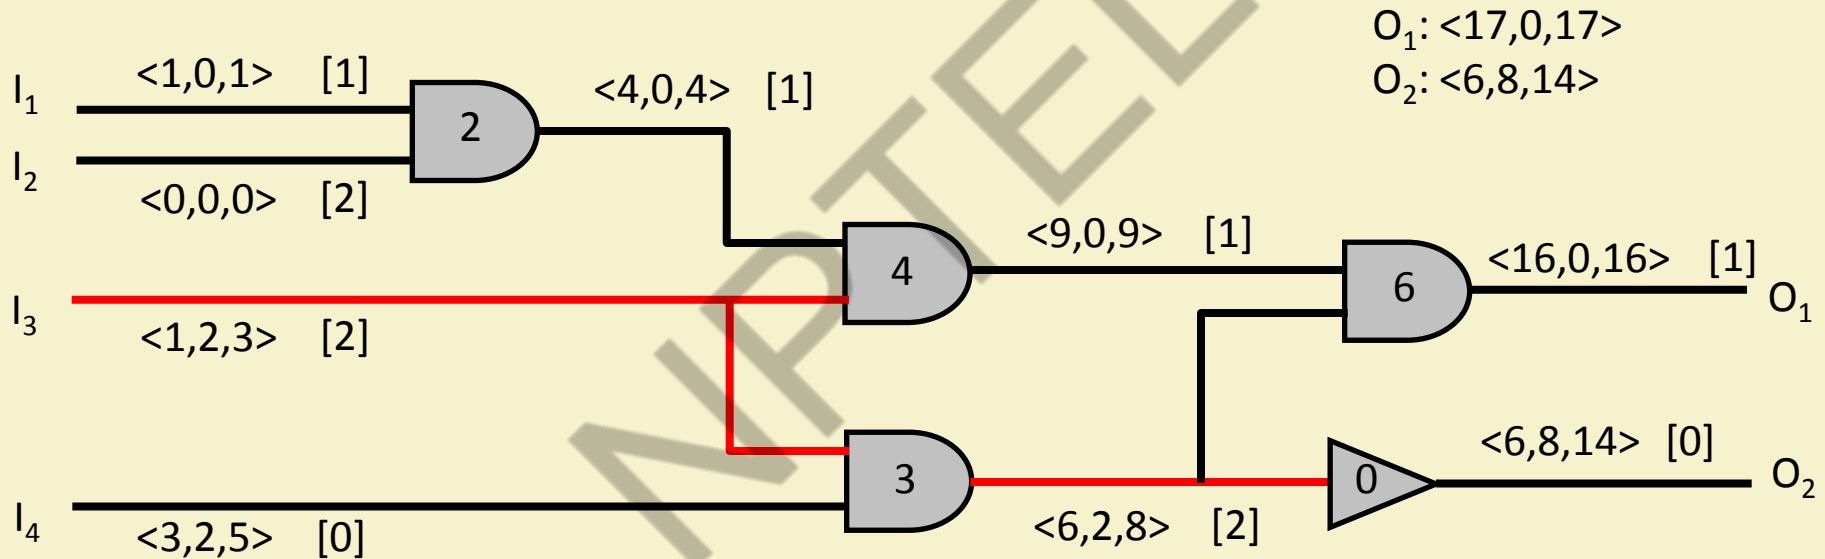 O1: <17,0,17>
O2: <6,8,14>
I1 <1,0,1> [1]
2
<4,0,4> [1]
I2 <0,0,0> [2]
4
<9,0,9> [1]
6
<16,0,16> [1]
O1
I3 <1,2,3> [2]
3
<6,2,8> [2]
0
<6,8,14> [0]
O2
I4 <3,2,5> [0]
NPTEL